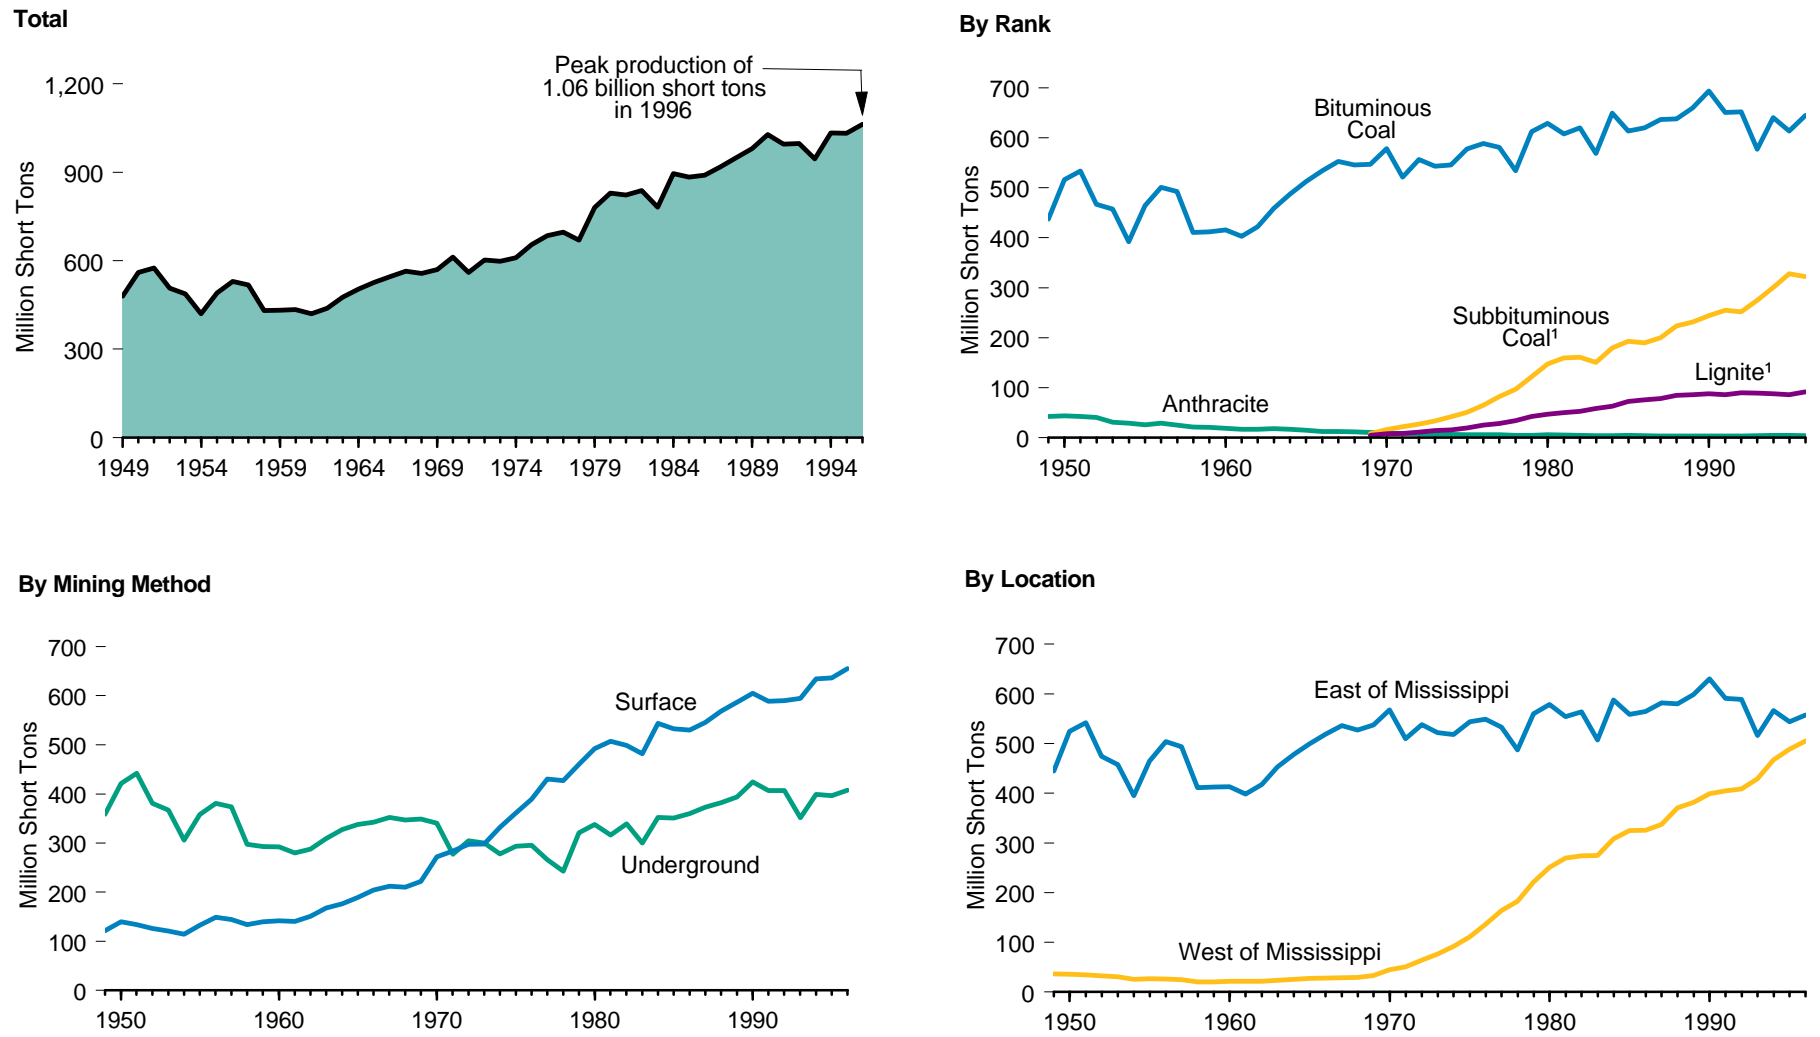 Total
Peak production of
1.06 billion short tons
in 1996
Million Short Tons
1,200
900
600
300
0
1949 1954 1959 1964 1969 1974 1979 1984 1989 1994
By Rank
Million Short Tons
700
600
500
400
300
200
100
0
Bituminous
Coal
Subbituminous
Coal¹
Lignite¹
Anthracite
1950 1960 1970 1980 1990
By Mining Method
Million Short Tons
700
600
500
400
300
200
100
0
Surface
Underground
1950 1960 1970 1980 1990
By Location
Million Short Tons
700
600
500
400
300
200
100
0
East of Mississippi
West of Mississippi
1950 1960 1970 1980 1990